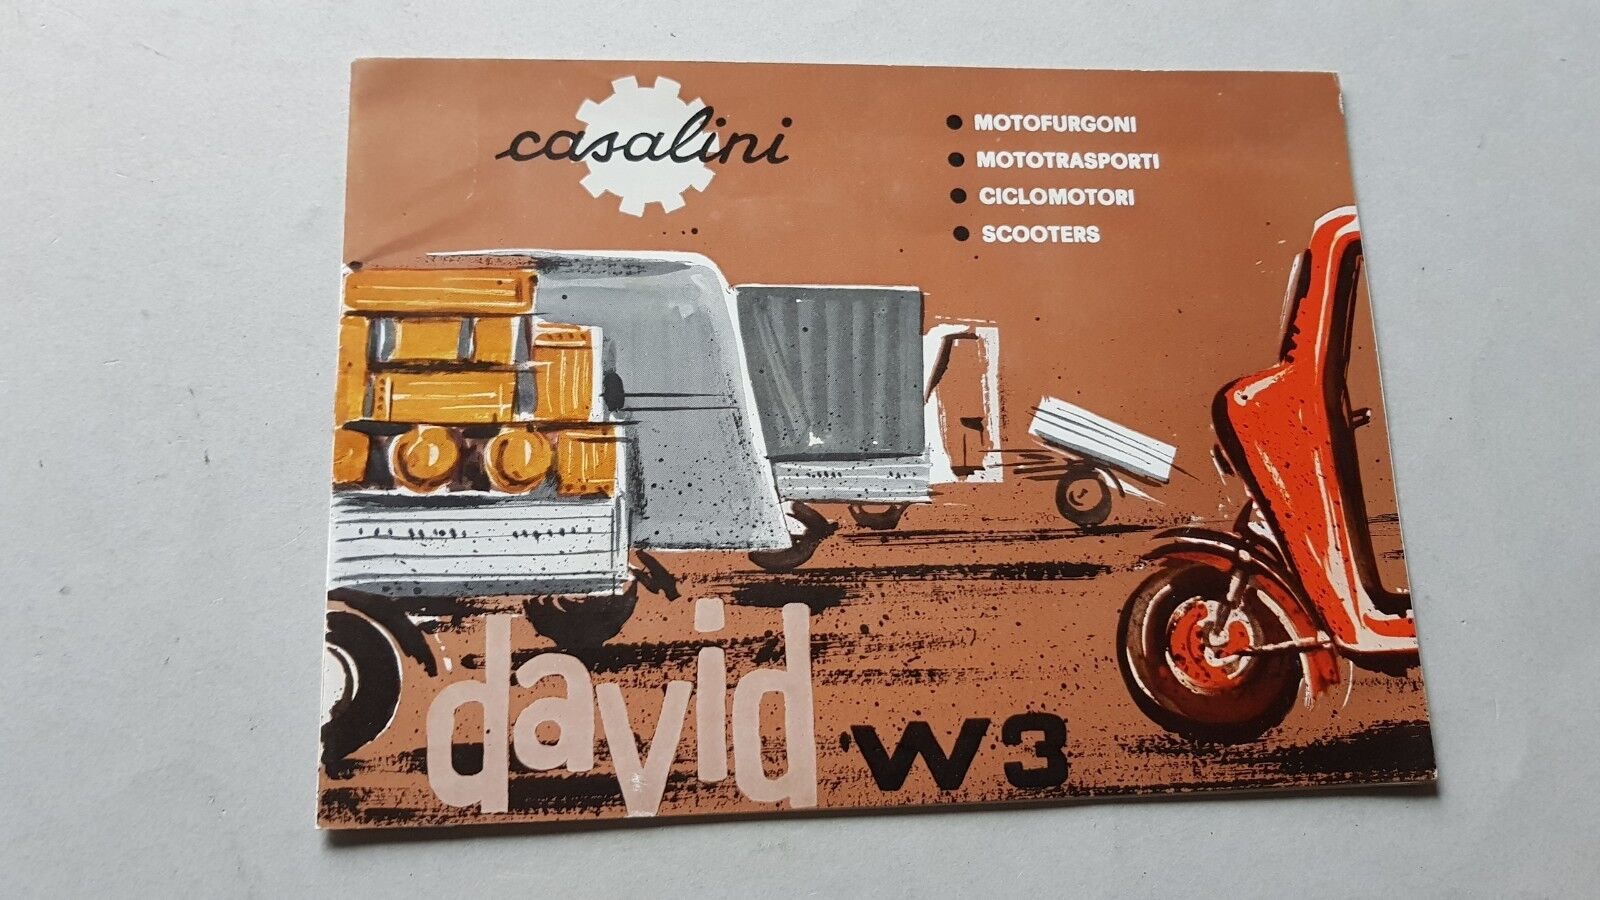 casalini
MOTOFURGONI
MOTOTRASPORTI
CICLOMOTORI
SCOOTERS
david W3